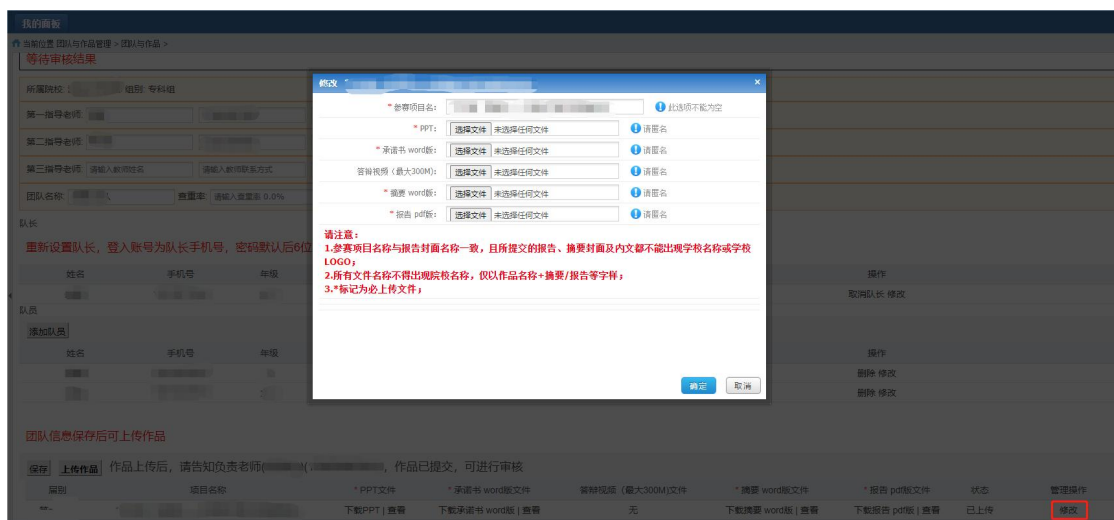 我的面板
当前位置 团队与作品管理 > 团队与作品 >
等待审核结果
所属院校: 组别: 专科组
第一指导老师
第二指导老师
第三指导老师 请输入教师姓名 请输入教师联系方式
团队名称 查重率: 请输入查重率 0.0%
队长
重新设置队长，登入账号为队长手机号，密码默认后6位
姓名 手机号 年级 操作
取消队长 修改
队员
添加队员
姓名 手机号 年级 操作
删除 修改
删除 修改
团队信息保存后可上传作品
保存 上传作品 作品上传后，请告知负责老师( ( ，作品已提交，可进行审核
届别 项目名称 *PPT文件 *承诺书 word版文件 答辩视频（最大300M)文件 *摘要 word版文件 *报告 pdf版文件 状态 管理操作
下载PPT | 查看 下载承诺书 word版 | 查看 无 下载摘要 word版 | 查看 下载报告 pdf版 | 查看 已上传 修改
修改 ×
*参赛项目名: 此选项不能为空
*PPT: 选择文件 未选择任何文件 请匿名
*承诺书 word版: 选择文件 未选择任何文件 请匿名
答辩视频（最大300M): 选择文件 未选择任何文件 请匿名
*摘要 word版: 选择文件 未选择任何文件 请匿名
*报告 pdf版: 选择文件 未选择任何文件 请匿名
请注意：
1.参赛项目名称与报告封面名称一致，且所提交的报告、摘要封面及内文都不能出现学校名称或学校
LOGO；
2.所有文件名称不得出现院校名称，仅以作品名称+摘要/报告等字样；
3.*标记为必上传文件；
确定 取消